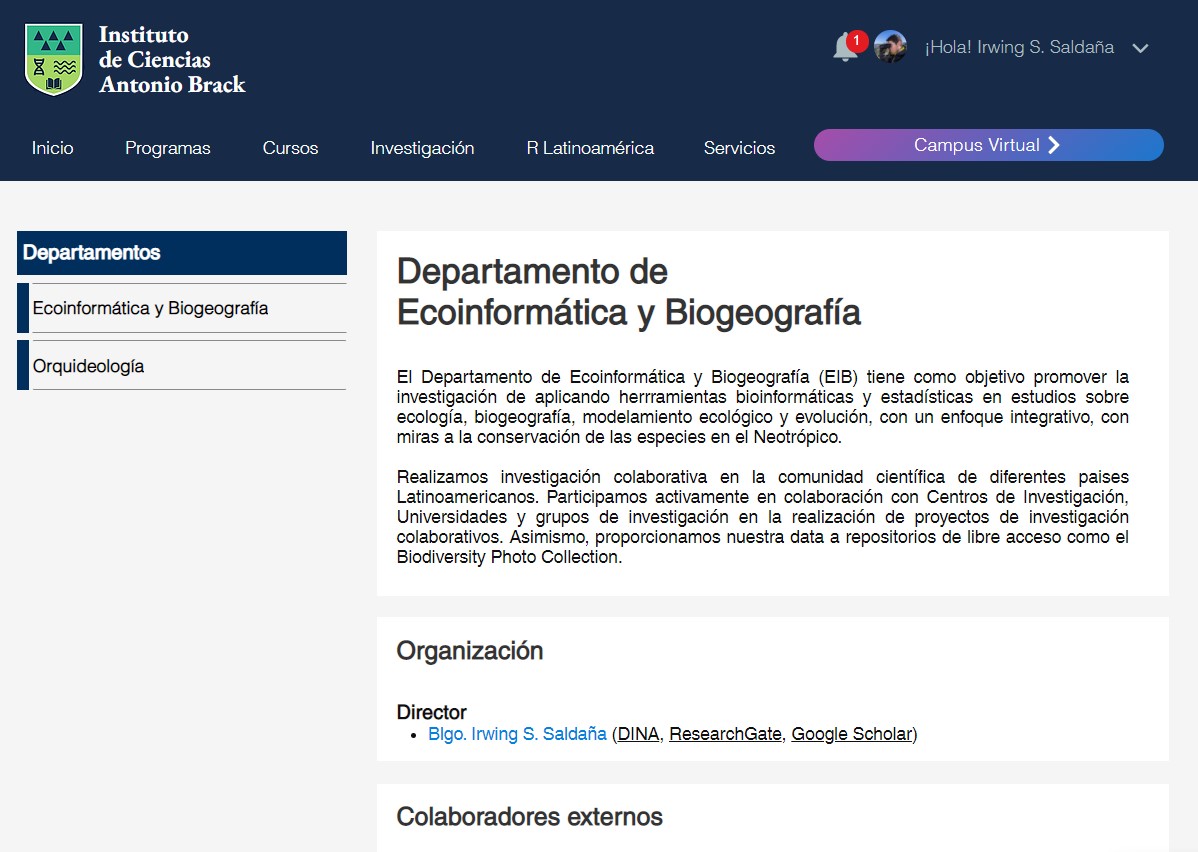 Instituto
de Ciencias
Antonio Brack
1
¡Hola! Irwing S. Saldaña
Inicio Programas Cursos Investigación R Latinoamérica Servicios Campus Virtual
Departamentos
Ecoinformática y Biogeografía
Orquideología
Departamento de
Ecoinformática y Biogeografía
El Departamento de Ecoinformática y Biogeografía (EIB) tiene como objetivo promover la
investigación de aplicando herrramientas bioinformáticas y estadísticas en estudios sobre
ecología, biogeografía, modelamiento ecológico y evolución, con un enfoque integrativo, con
miras a la conservación de las especies en el Neotrópico.
Realizamos investigación colaborativa en la comunidad científica de diferentes paises
Latinoamericanos. Participamos activamente en colaboración con Centros de Investigación,
Universidades y grupos de investigación en la realización de proyectos de investigación
colaborativos. Asimismo, proporcionamos nuestra data a repositorios de libre acceso como el
Biodiversity Photo Collection.
Organización
Director
• Blgo. Irwing S. Saldaña (DINA, ResearchGate, Google Scholar)
Colaboradores externos